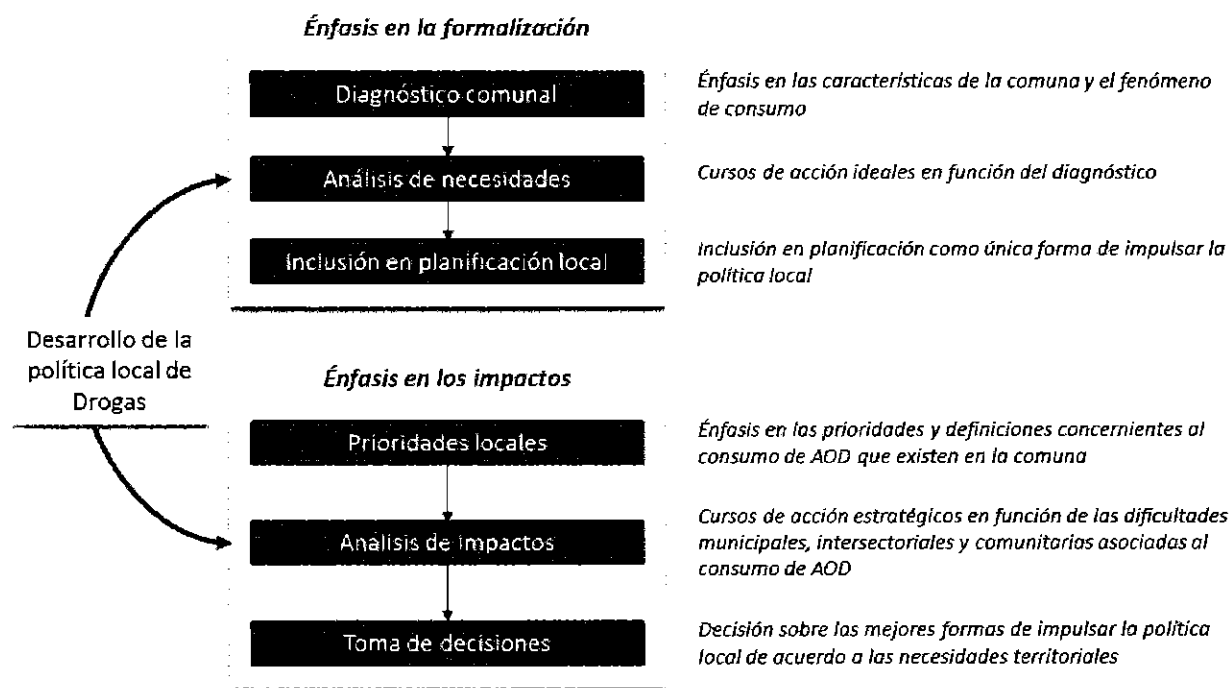 Énfasis en la formalización
Diagnóstico comunal
Énfasis en las características de la comuna y el fenómeno
de consumo
Análisis de necesidades
Cursos de acción ideales en función del diagnóstico
Inclusión en planificación local
Inclusión en planificación como única forma de impulsar la
política local
Desarrollo de la
política local de
Drogas
Énfasis en los impactos
Prioridades locales
Énfasis en las prioridades y definiciones concernientes al
consumo de AOD que existen en la comuna
Análisis de impactos
Cursos de acción estratégicos en función de las dificultades
municipales, intersectoriales y comunitarias asociadas al
consumo de AOD
Toma de decisiones
Decisión sobre las mejores formas de impulsar la política
local de acuerdo a las necesidades territoriales